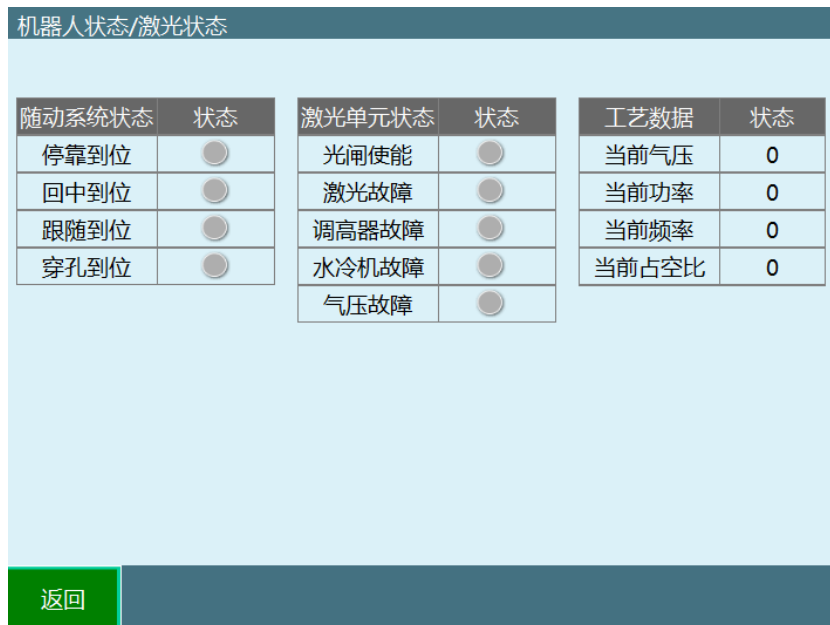 机器人状态/激光状态
随动系统状态 状态
停靠到位
回中到位
跟随到位
穿孔到位
激光单元状态 状态
光闸使能
激光故障
调高器故障
水冷机故障
气压故障
工艺数据 状态
当前气压 0
当前功率 0
当前频率 0
当前占空比 0
返回